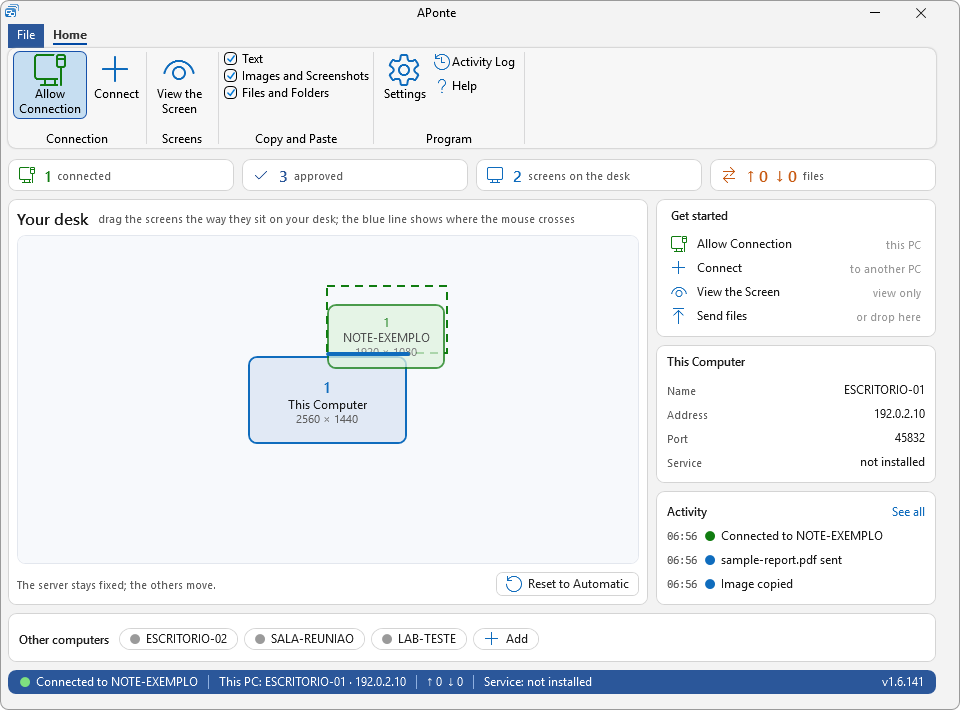 APonte
File
Home
Allow Connection
Connect
Connection
View the Screen
Screens
Text
Images and Screenshots
Files and Folders
Copy and Paste
Settings
Activity Log
Help
Program
1 connected
3 approved
2 screens on the desk
↑ 0 ↓ 0 files
Your desk drag the screens the way they sit on your desk; the blue line shows where the mouse crosses
1
NOTE-EXEMPLO
1920 × 1080
1
This Computer
2560 × 1440
The server stays fixed; the others move.
Reset to Automatic
Get started
Allow Connection this PC
Connect to another PC
View the Screen view only
Send files or drop here
This Computer
Name ESCRITORIO-01
Address 192.0.2.10
Port 45832
Service not installed
Activity See all
06:56 Connected to NOTE-EXEMPLO
06:56 sample-report.pdf sent
06:56 Image copied
Other computers ESCRITORIO-02 SALA-REUNIAO LAB-TESTE Add
Connected to NOTE-EXEMPLO This PC: ESCRITORIO-01 · 192.0.2.10 ↑ 0 ↓ 0 Service: not installed v1.6.141